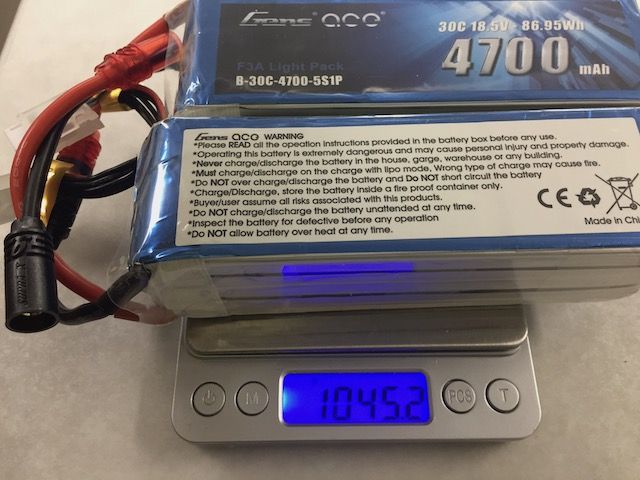 Gens ace
30C 18.5V - 86.95Wh
4700 mAh
F3A Light Pack
B-30C-4700-5S1P
Gens ace WARNING
*Please READ all the opeation instructions provided in the battery box before any use.
*Operating this battery is extremely dangerous and may cause personal injury and property damage.
*Never charge/discharge the battery in the house, garge, warehouse or any building.
*Must charge/discharge on the charge with lipo mode, Wrong type of charge may cause fire.
*Do NOT over charge/discharge the battery and Do NOT short circuit the battery
*Charge/Discharge, store the battery inside a fire proof container only.
*Buyer/user assume all risks associated with this products.
*Do NOT charge/discharge the battery unattended at any time.
*Inspect the battery for defective before any operation
*Do NOT allow battery over heat at any time.
CE
Made in Chi
1045.2
M
PCS
T